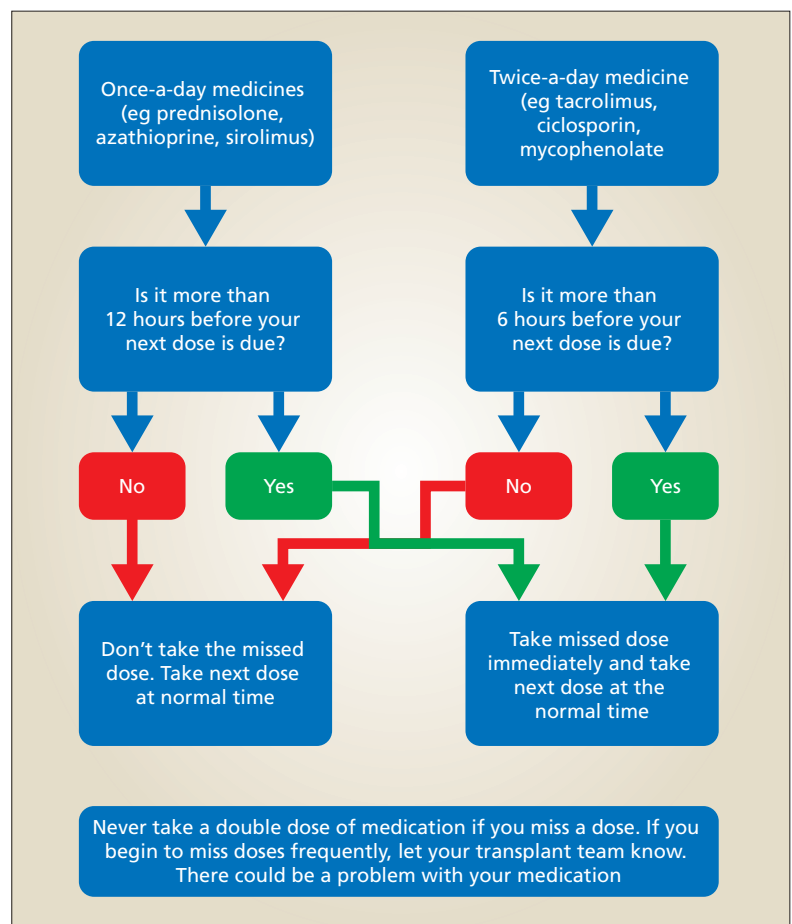 Once-a-day medicines
(eg prednisolone,
azathioprine, sirolimus)
Twice-a-day medicine
(eg tacrolimus,
ciclosporin,
mycophenolate
Is it more than
12 hours before your
next dose is due?
Is it more than
6 hours before your
next dose is due?
No
Yes
No
Yes
Don’t take the missed
dose. Take next dose
at normal time
Take missed dose
immediately and take
next dose at the
normal time
Never take a double dose of medication if you miss a dose. If you
begin to miss doses frequently, let your transplant team know.
There could be a problem with your medication